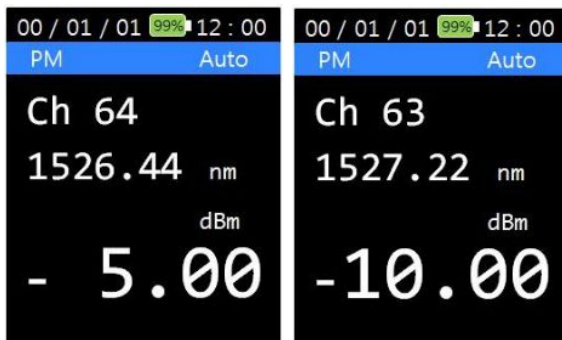 00 / 01 / 01 99% 12 : 00
PM Auto
Ch 64
1526.44 nm
dBm
- 5.00
00 / 01 / 01 99% 12 : 00
PM Auto
Ch 63
1527.22 nm
dBm
-10.00